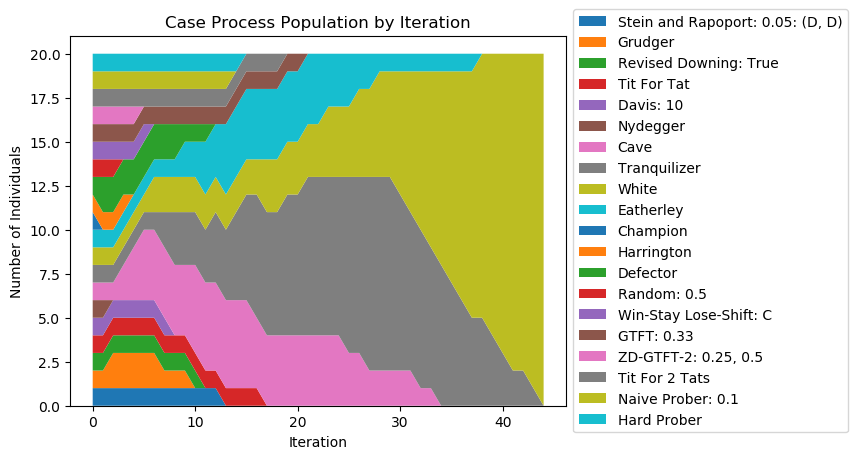 Case Process Population by Iteration
Number of Individuals
20.0
17.5
15.0
12.5
10.0
7.5
5.0
2.5
0.0
0 10 20 30 40
Iteration
Stein and Rapoport: 0.05: (D, D)
Grudger
Revised Downing: True
Tit For Tat
Davis: 10
Nydegger
Cave
Tranquilizer
White
Eatherley
Champion
Harrington
Defector
Random: 0.5
Win-Stay Lose-Shift: C
GTFT: 0.33
ZD-GTFT-2: 0.25, 0.5
Tit For 2 Tats
Naive Prober: 0.1
Hard Prober